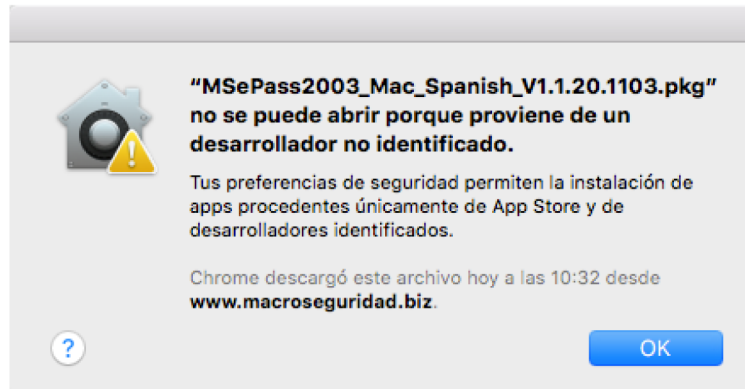 “MSePass2003_Mac_Spanish_V1.1.20.1103.pkg”
no se puede abrir porque proviene de un
desarrollador no identificado.
Tus preferencias de seguridad permiten la instalación de
apps procedentes únicamente de App Store y de
desarrolladores identificados.
Chrome descargó este archivo hoy a las 10:32 desde
www.macroseguridad.biz.
?
OK